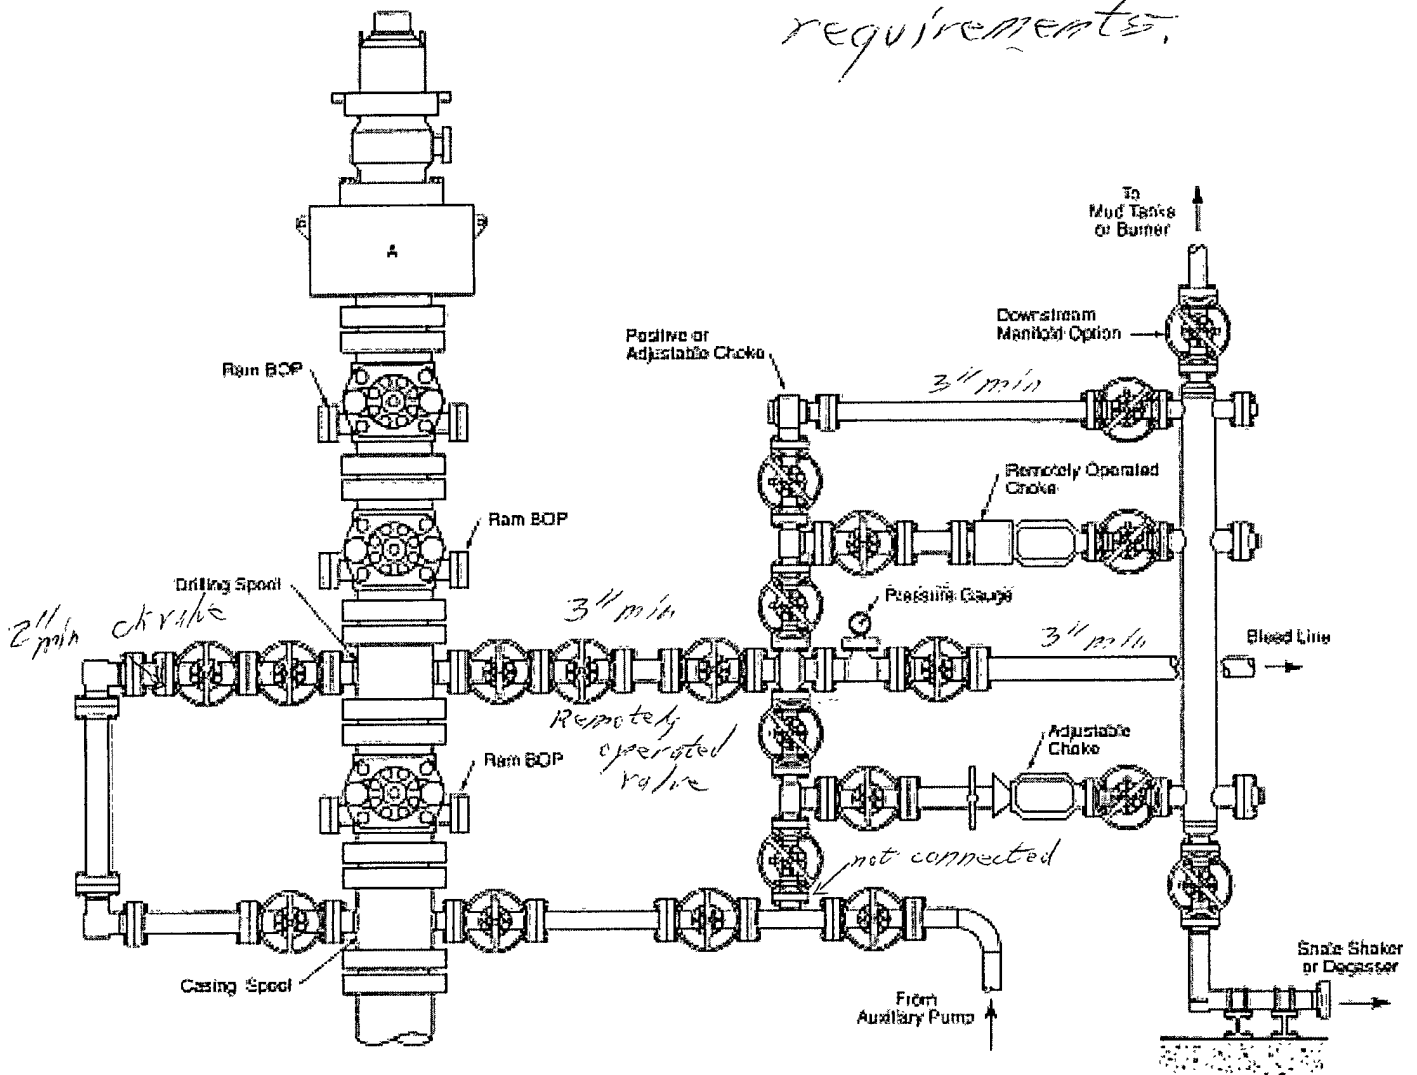 requirements.
To
Mud Tanks
or Burner
A
Downstream
Manifold Option
Positive or
Adjustable Choke
3" min
Ram BOP
Remotely Operated
Choke
Ram BOP
Drilling Spool
Pressure Gauge
2" min
ck valve
3" min
3" min
Bleed Line
Remotely
operated
valve
Adjustable
Choke
Ram BOP
not connected
Casing Spool
From
Auxiliary Pump
Shale Shaker
or Degasser